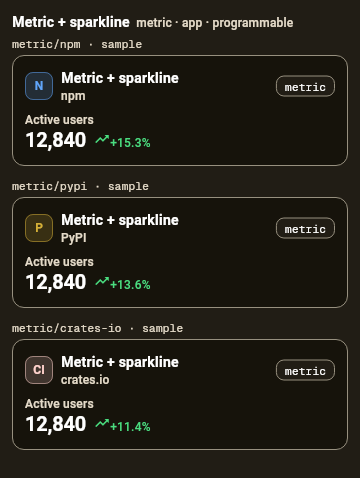 Metric + sparkline metric · app · programmable
metric/npm · sample
N
Metric + sparkline
npm
metric
Active users
12,840 +15.3%
metric/pypi · sample
P
Metric + sparkline
PyPI
metric
Active users
12,840 +13.6%
metric/crates-io · sample
CI
Metric + sparkline
crates.io
metric
Active users
12,840 +11.4%